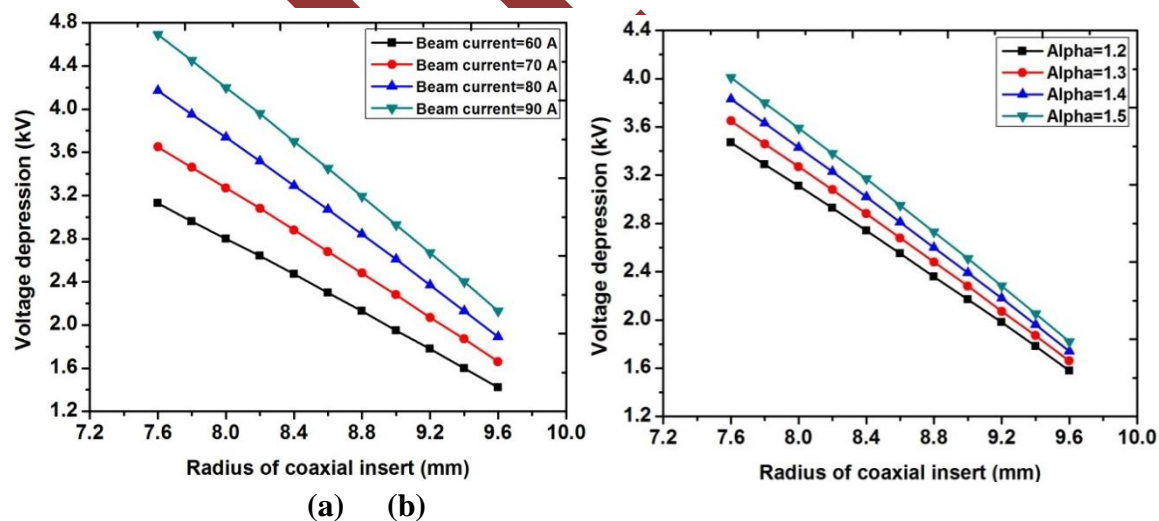 4.8
4.4
4.0
3.6
3.2
2.8
2.4
2.0
1.6
1.2
Voltage depression (kV)
Beam current=60 A
Beam current=70 A
Beam current=80 A
Beam current=90 A
7.2 7.6 8.0 8.4 8.8 9.2 9.6 10.0
Radius of coaxial insert (mm)
4.4
4.0
3.6
3.2
2.8
2.4
2.0
1.6
1.2
Voltage depression (kV)
Alpha=1.2
Alpha=1.3
Alpha=1.4
Alpha=1.5
7.2 7.6 8.0 8.4 8.8 9.2 9.6 10.0
Radius of coaxial insert (mm)
(a) (b)